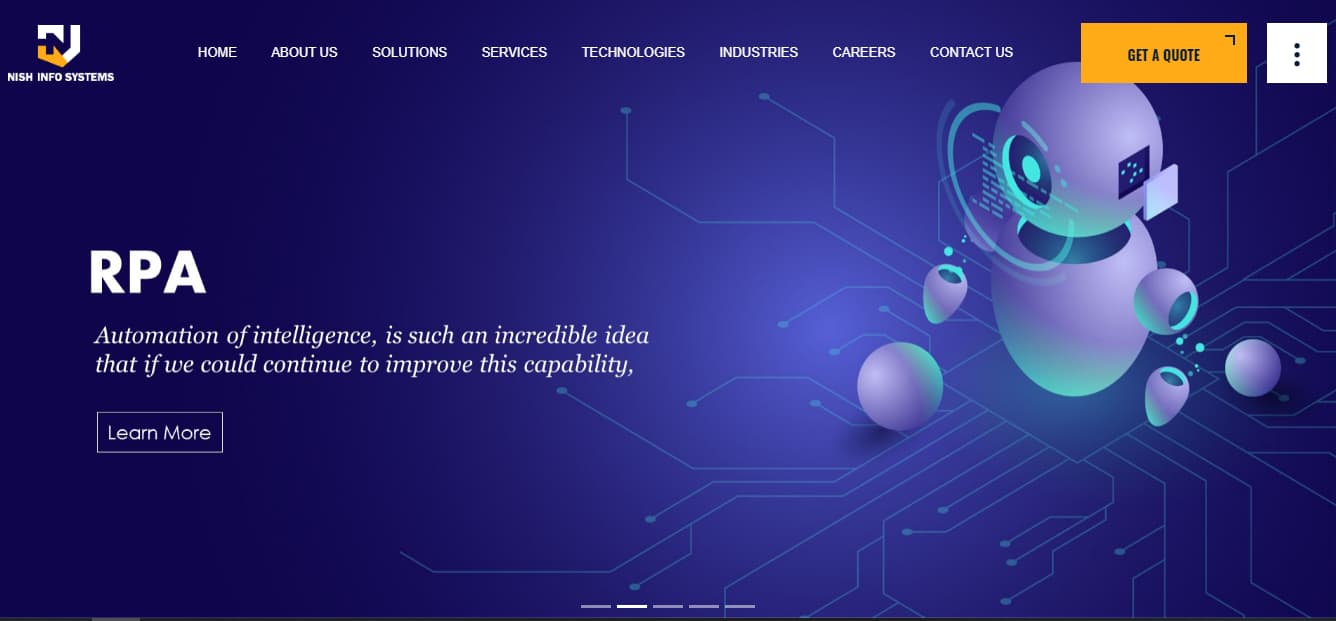 NISH INFO SYSTEMS
HOME ABOUT US SOLUTIONS SERVICES TECHNOLOGIES INDUSTRIES CAREERS CONTACT US
GET A QUOTE
RPA
Automation of intelligence, is such an incredible idea
that if we could continue to improve this capability,
Learn More